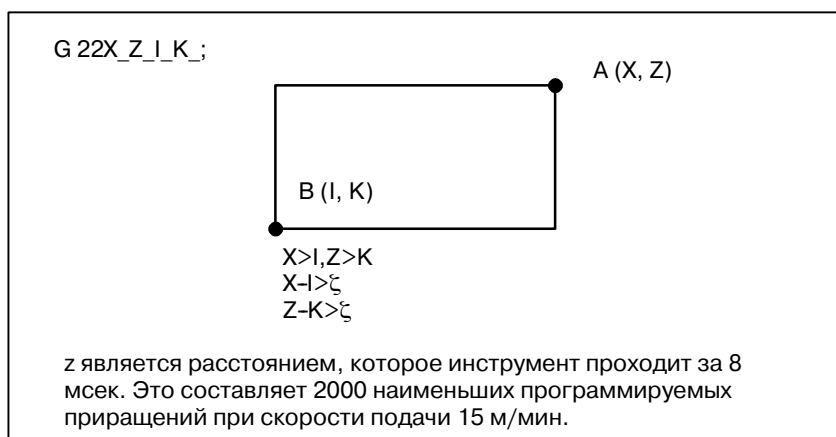 G 22X_Z_I_K_;
A (X, Z)
B (I, K)
X>I,Z>K
X-I>ζ
Z-K>ζ
z является расстоянием, которое инструмент проходит за 8
мсек. Это составляет 2000 наименьших программируемых
приращений при скорости подачи 15 м/мин.